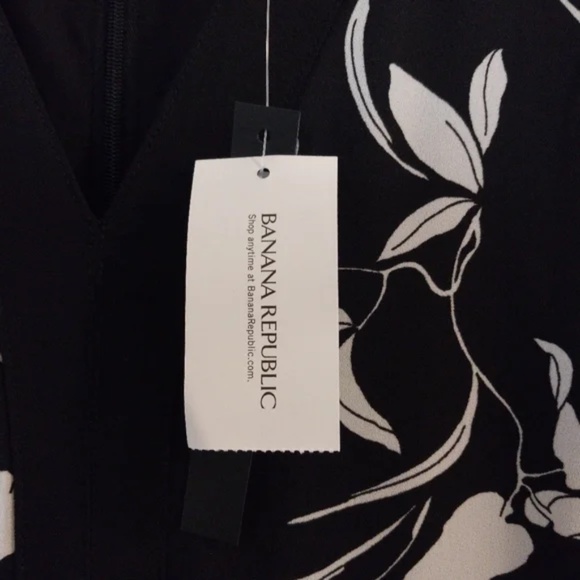 BANANA REPUBLIC
Shop anytime at BananaRepublic.com.